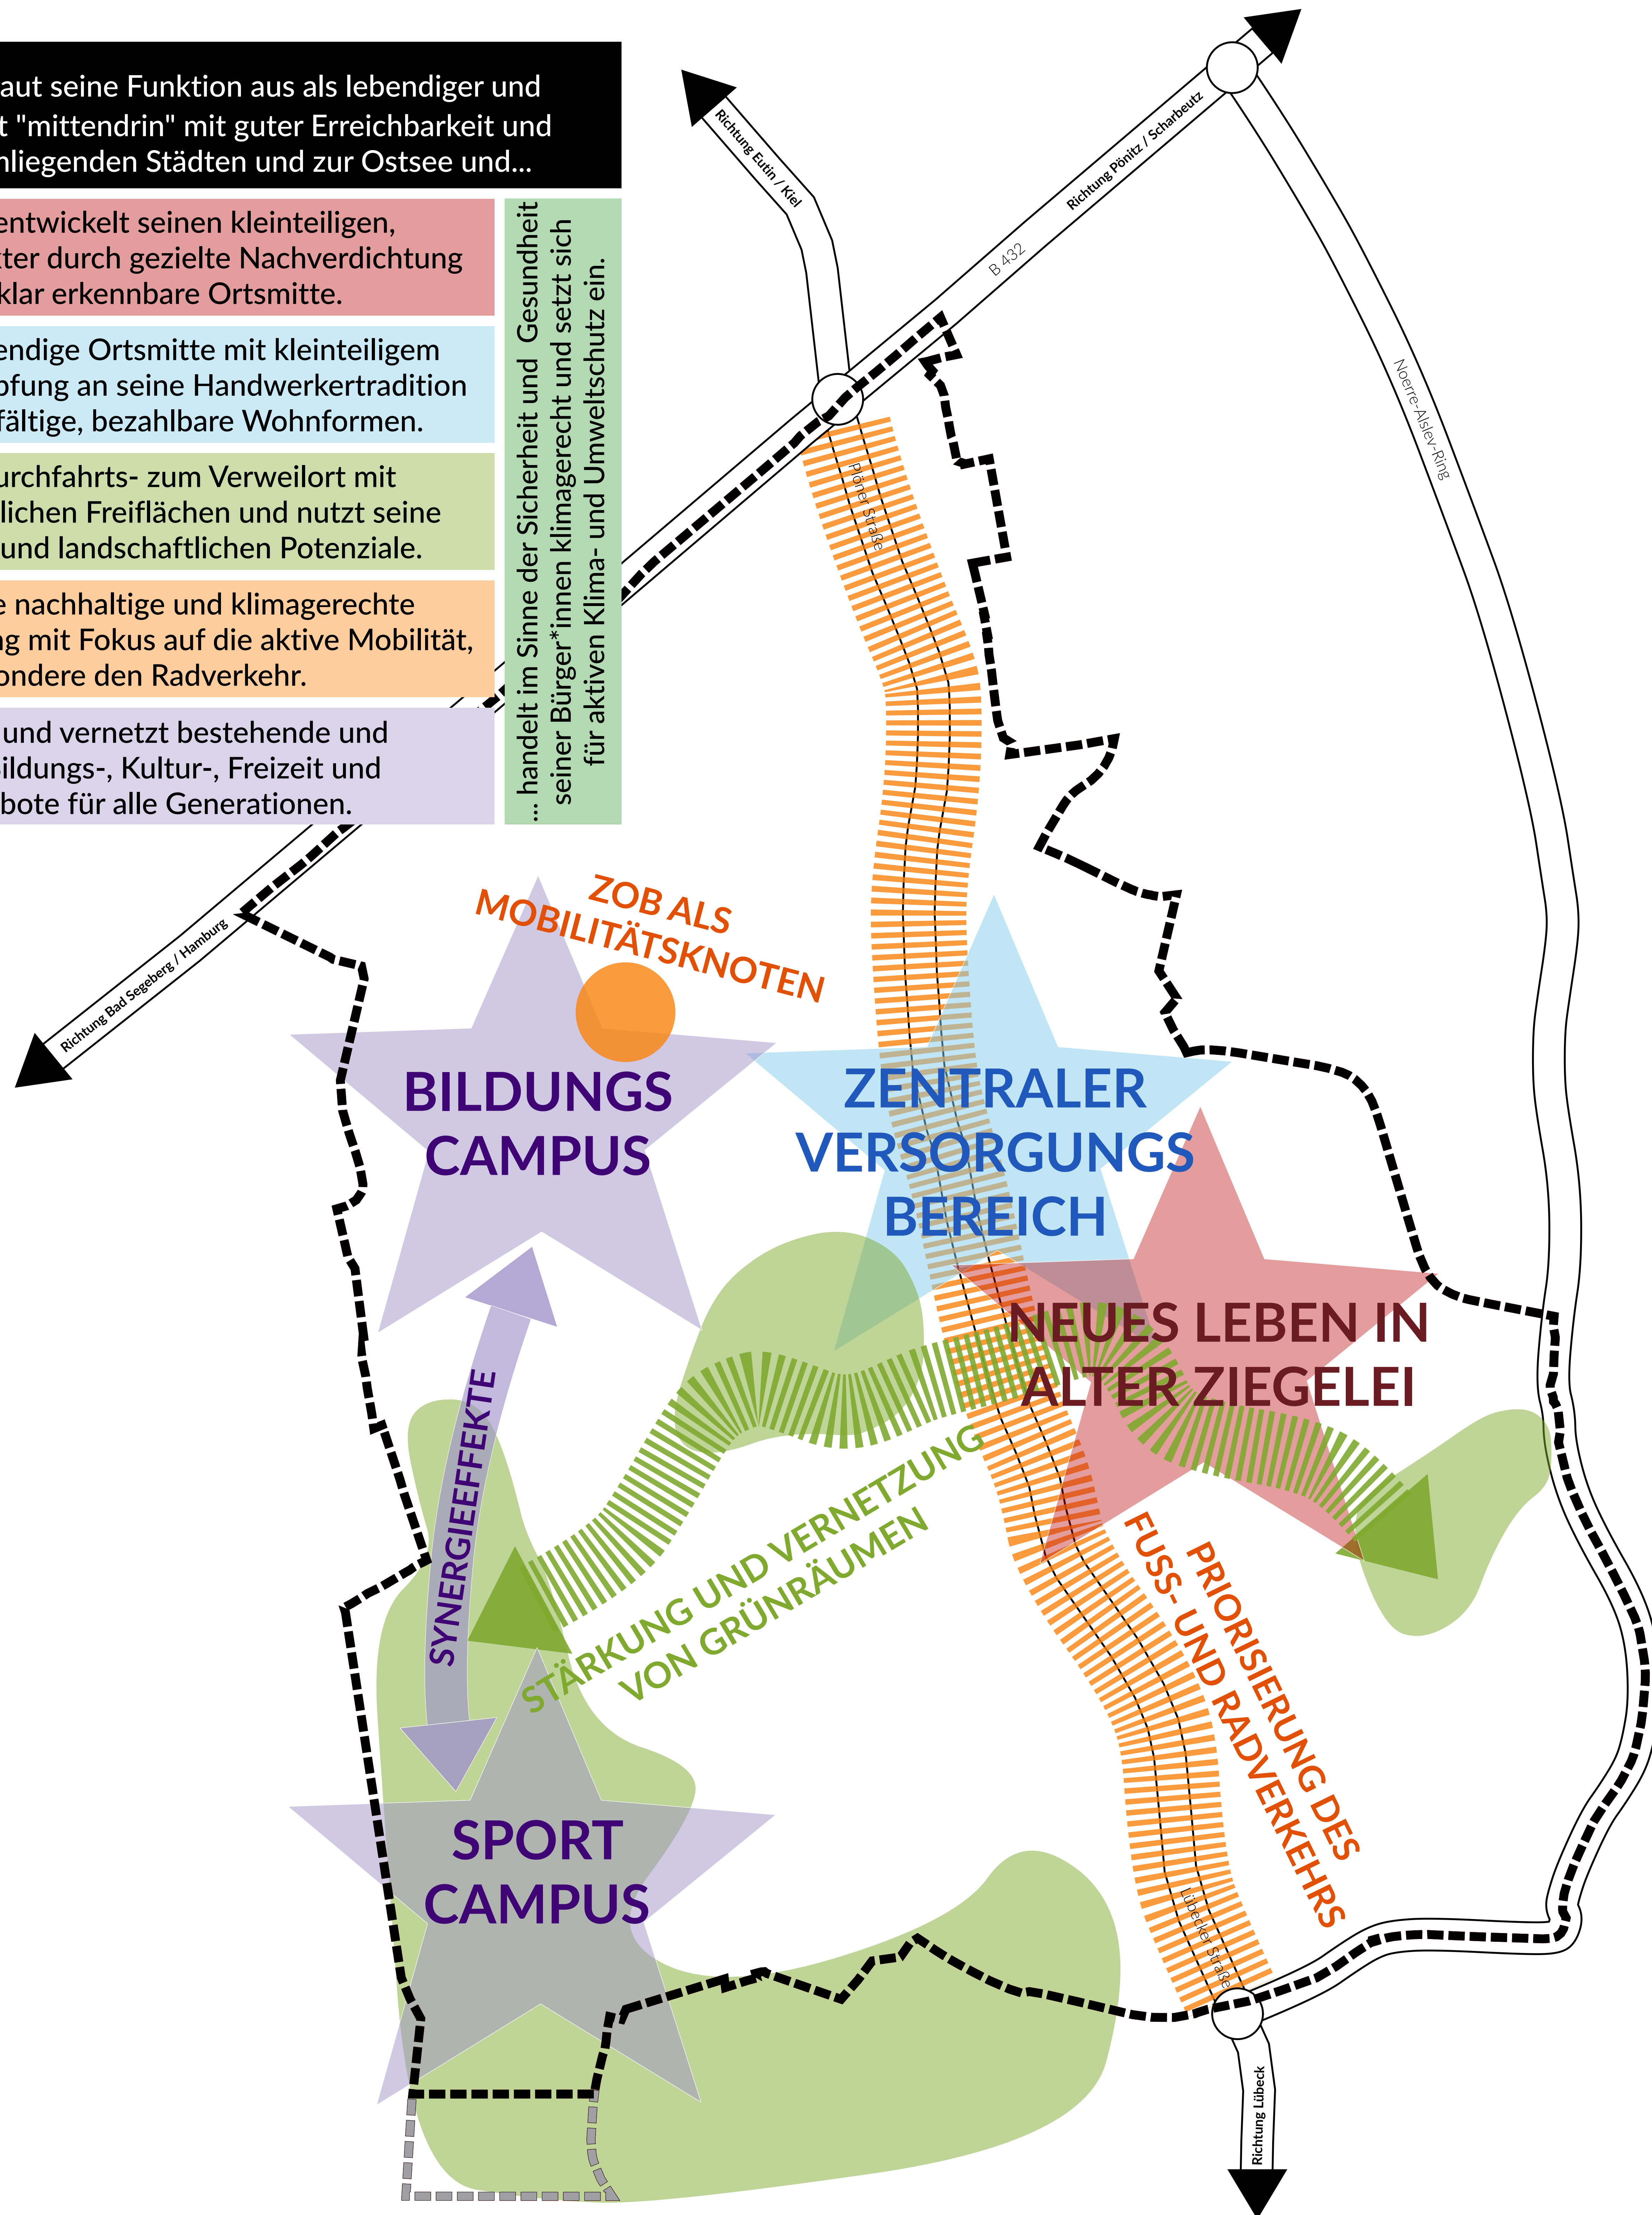 aut seine Funktion aus als lebendiger und
t "mittendrin" mit guter Erreichbarkeit und
nliegenden Städten und zur Ostsee und...
entwickelt seinen kleinteiligen,
kter durch gezielte Nachverdichtung
klar erkennbare Ortsmitte.
endige Ortsmitte mit kleinteiligem
pfung an seine Handwerkertradition
fältige, bezahlbare Wohnformen.
urchfahrts- zum Verweilort mit
lichen Freiflächen und nutzt seine
und landschaftlichen Potenziale.
e nachhaltige und klimagerechte
ng mit Fokus auf die aktive Mobilität,
ondere den Radverkehr.
und vernetzt bestehende und
Bildungs-, Kultur-, Freizeit und
bote für alle Generationen.
... handelt im Sinne der Sicherheit und Gesundheit
seiner Bürger*innen klimagerecht und setzt sich
für aktiven Klima- und Umweltschutz ein.
Richtung Eutin / Kiel
Richtung Pönitz / Scharbeutz
B 432
Noerre-Alslev-Ring
Plöner Straße
Richtung Bad Segeberg / Hamburg
ZOB ALS
MOBILITÄTSKNOTEN
BILDUNGS
CAMPUS
ZENTRALER
VERSORGUNGS
BEREICH
NEUES LEBEN IN
ALTER ZIEGELEI
SYNERGIEEFFEKTE
STÄRKUNG UND VERNETZUNG
VON GRÜNRÄUMEN
PRIORISIERUNG DES
FUSS- UND RADVERKEHRS
SPORT
CAMPUS
Lübecker Straße
Richtung Lübeck